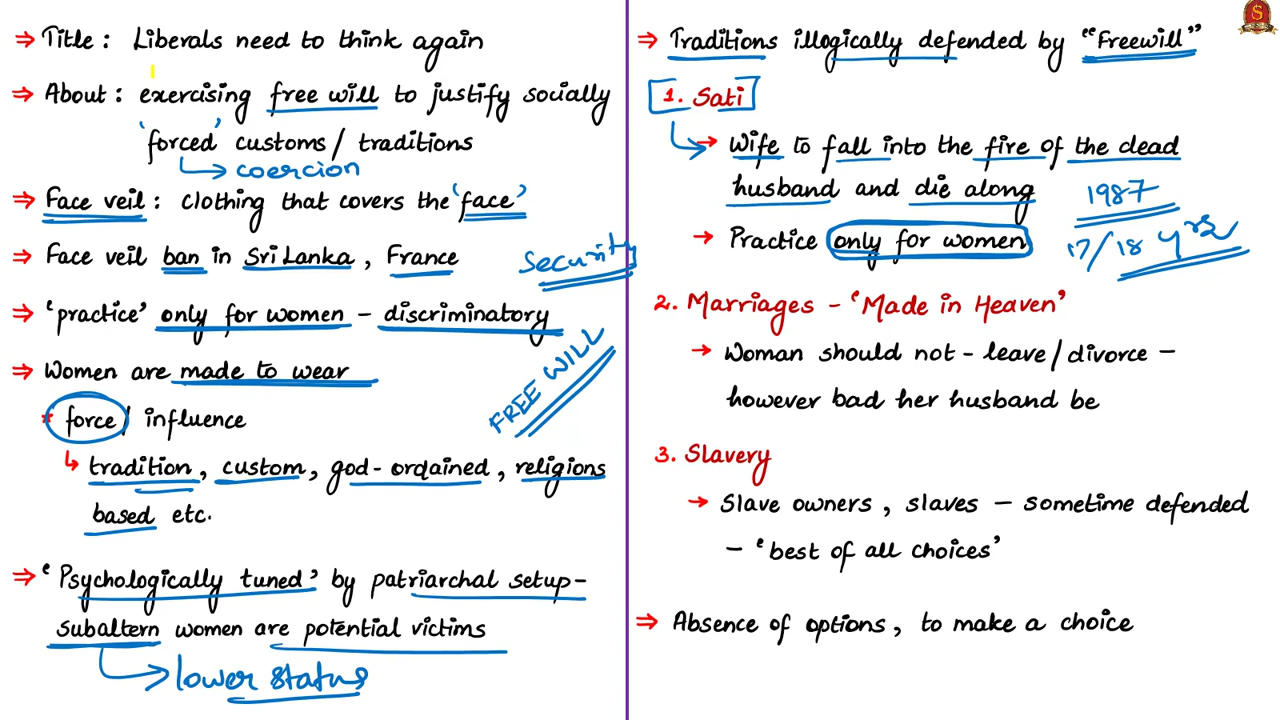 ⇒ Title : Liberals need to think again
⇒ About : exercising free will to justify socially
'forced' customs / traditions
↳ coercion
⇒ Face veil : clothing that covers the 'face'
⇒ Face veil ban in Sri Lanka , France
Security
⇒ 'practice' only for women – discriminatory
⇒ Women are made to wear
FREE WILL
* force / influence
↳ tradition , custom , god-ordained , religions
based etc.
⇒ 'Psychologically tuned' by patriarchal setup –
subaltern women are potential victims
→ lower status
⇒ Traditions illogically defended by "Freewill"
1. Sati
→ Wife to fall into the fire of the dead
husband and die along
1987
→ Practice only for women
17/18 yrs
2. Marriages – 'Made in Heaven'
→ Woman should not – leave / divorce –
however bad her husband be
3. Slavery
→ Slave owners , slaves – sometime defended
– 'best of all choices'
⇒ Absence of options , to make a choice